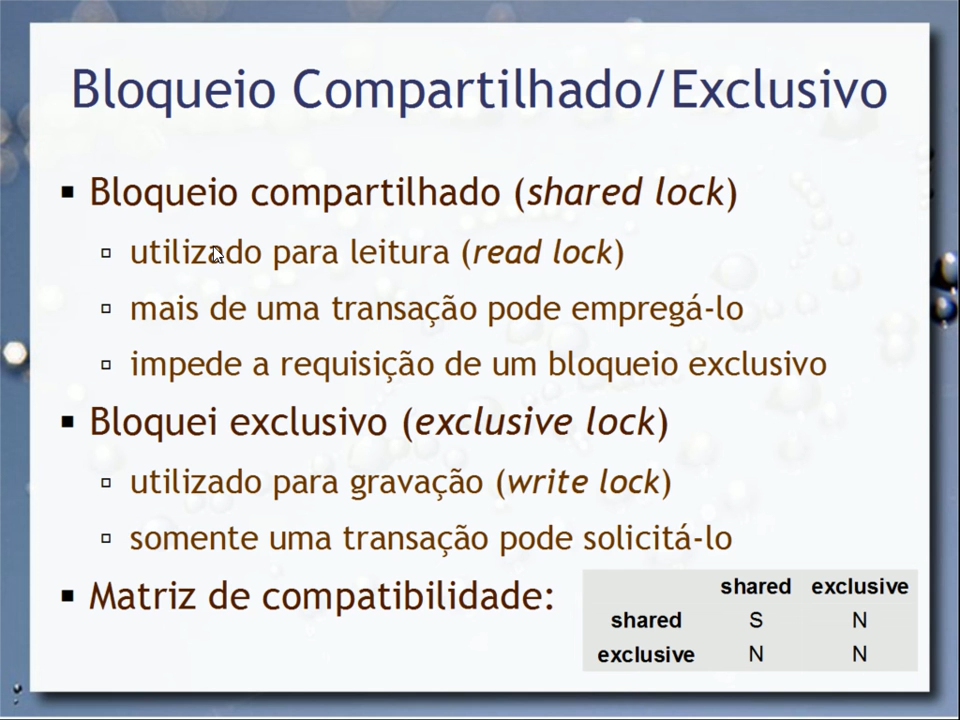 Bloqueio Compartilhado/Exclusivo
Bloqueio compartilhado (shared lock)
utilizado para leitura (read lock)
mais de uma transação pode empregá-lo
impede a requisição de um bloqueio exclusivo
Bloquei exclusivo (exclusive lock)
utilizado para gravação (write lock)
somente uma transação pode solicitá-lo
Matriz de compatibilidade:
shared exclusive
shared S N
exclusive N N